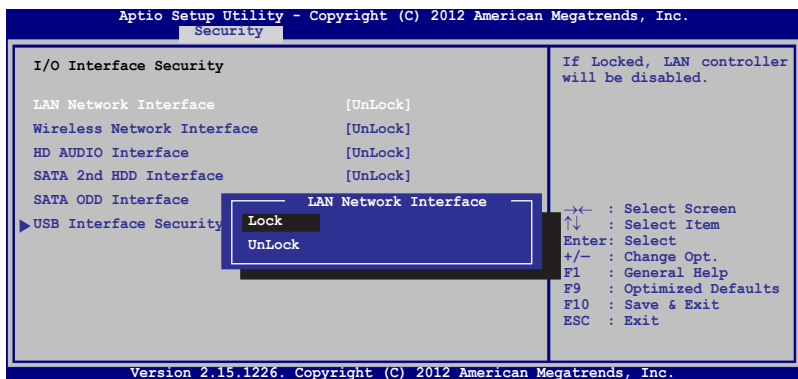 Aptio Setup Utility - Copyright (C) 2012 American Megatrends, Inc.
Security
I/O Interface Security
LAN Network Interface [UnLock]
Wireless Network Interface [UnLock]
HD AUDIO Interface [UnLock]
SATA 2nd HDD Interface [UnLock]
SATA ODD Interface
USB Interface Security
LAN Network Interface
Lock
UnLock
If Locked, LAN controller
will be disabled.
→← : Select Screen
↑↓ : Select Item
Enter: Select
+/— : Change Opt.
F1 : General Help
F9 : Optimized Defaults
F10 : Save & Exit
ESC : Exit
Version 2.15.1226. Copyright (C) 2012 American Megatrends, Inc.